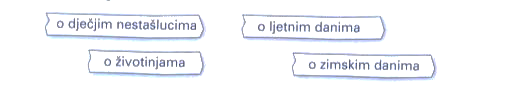 o dječjim nestašlucima
o ljetnim danima
o životinjama
o zimskim danima